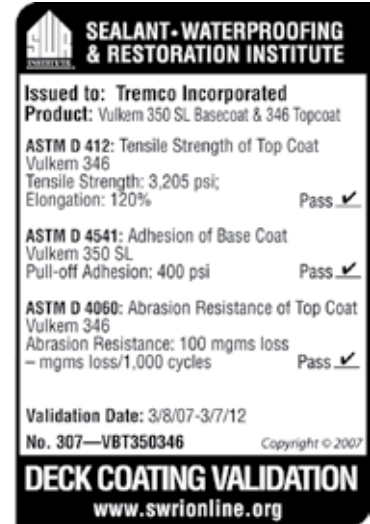 SWR
INSTITUTE
SEALANT•WATERPROOFING
& RESTORATION INSTITUTE
Issued to: Tremco Incorporated
Product: Vulkem 350 SL Basecoat & 346 Topcoat
ASTM D 412: Tensile Strength of Top Coat
Vulkem 346
Tensile Strength: 3,205 psi;
Elongation: 120% Pass ✔
ASTM D 4541: Adhesion of Base Coat
Vulkem 350 SL
Pull-off Adhesion: 400 psi Pass ✔
ASTM D 4060: Abrasion Resistance of Top Coat
Vulkem 346
Abrasion Resistance: 100 mgms loss
– mgms loss/1,000 cycles Pass ✔
Validation Date: 3/8/07-3/7/12
No. 307—VBT350346 Copyright © 2007
DECK COATING VALIDATION
www.swrionline.org